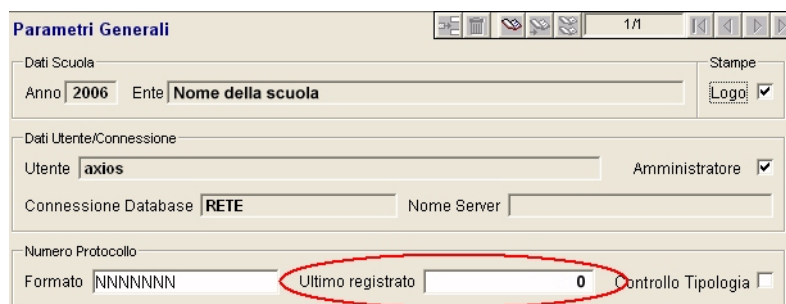 Parametri Generali 1/1
Dati Scuola Stampe
Anno 2006 Ente Nome della scuola Logo
Dati Utente/Connessione
Utente axios Amministratore
Connessione Database RETE Nome Server
Numero Protocollo
Formato NNNNNNN Ultimo registrato 0 Controllo Tipologia